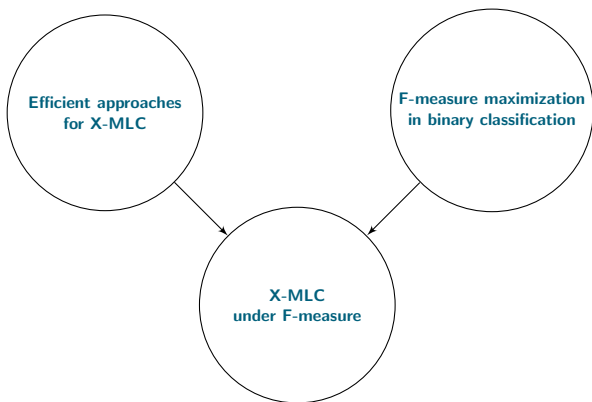 Efficient approaches
for X-MLC
F-measure maximization
in binary classification
X-MLC
under F-measure